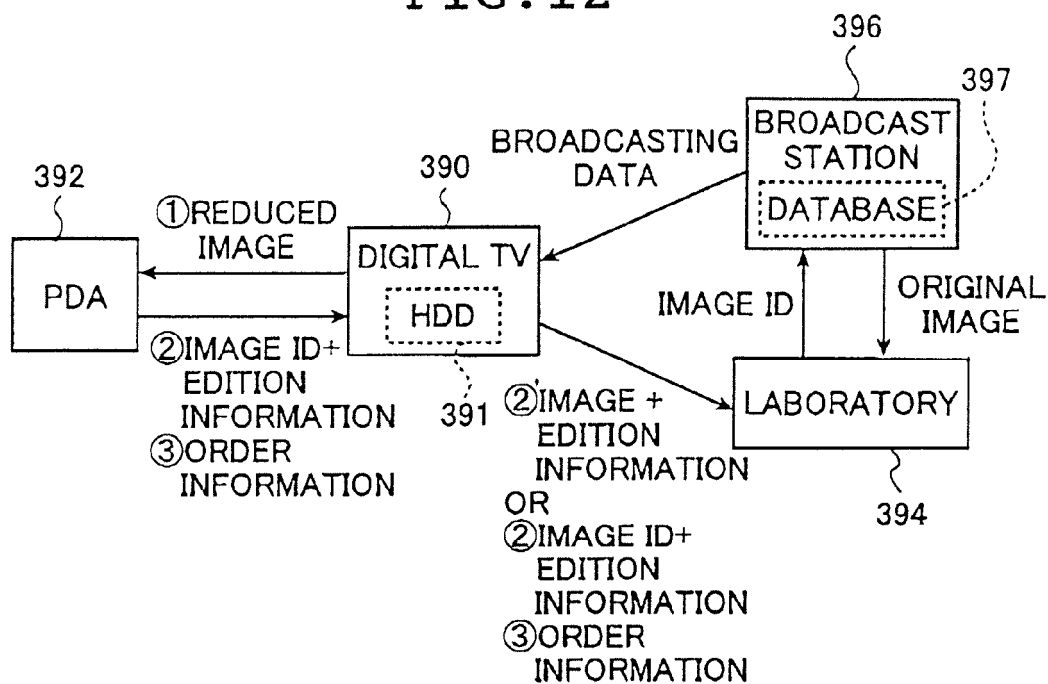 FIG.12
396
397
BROADCAST
STATION
DATABASE
BROADCASTING
DATA
392
390
①REDUCED
IMAGE
DIGITAL TV
HDD
PDA
IMAGE ID
ORIGINAL
IMAGE
②IMAGE ID+
EDITION
INFORMATION
③ORDER
INFORMATION
391
②'IMAGE +
EDITION
INFORMATION
OR
②IMAGE ID+
EDITION
INFORMATION
③ORDER
INFORMATION
LABORATORY
394